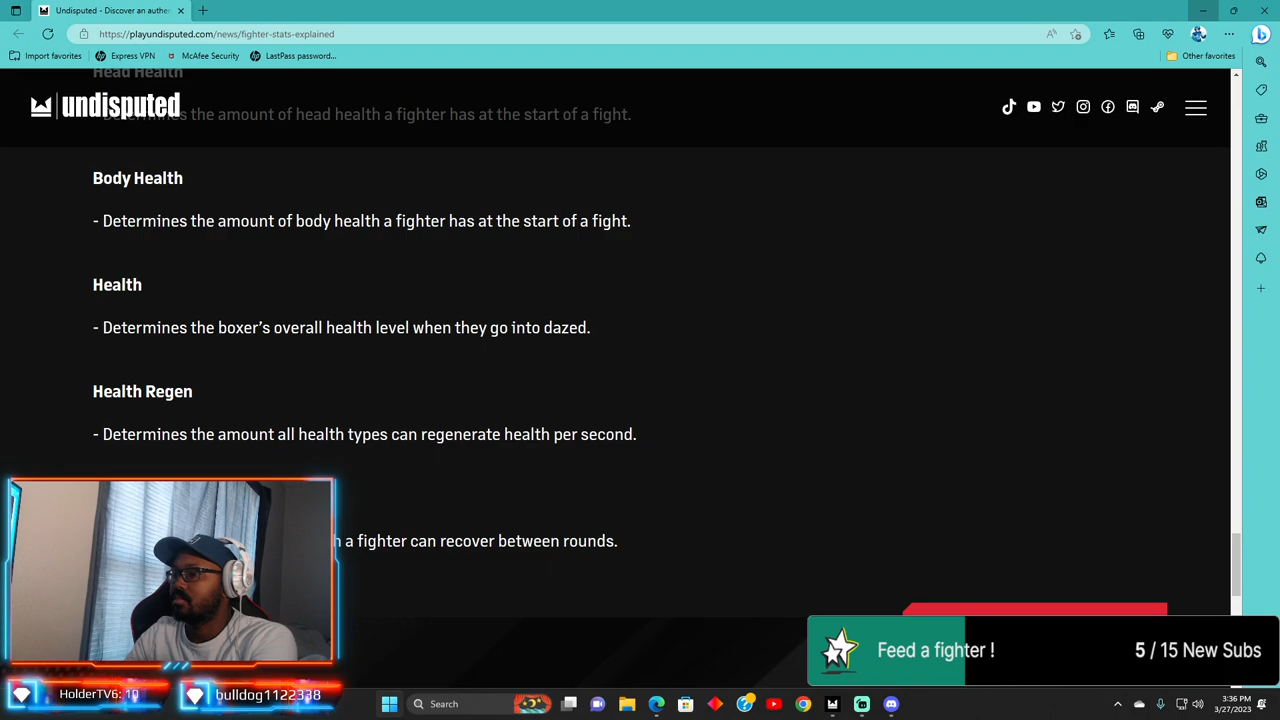 Undisputed - Discover an authe
https://playundisputed.com/news/fighter-stats-explained
Import favorites
Express VPN
McAfee Security
LastPass password...
Other favorites
Head Health
undisputed
the amount of head health a fighter has at the start of a fight.
Body Health
- Determines the amount of body health a fighter has at the start of a fight.
Health
- Determines the boxer’s overall health level when they go into dazed.
Health Regen
- Determines the amount all health types can regenerate health per second.
h a fighter can recover between rounds.
Feed a fighter !
5 / 15 New Subs
HolderTV6: 10
bulldog1122338
Search
3:36 PM
3/27/2023